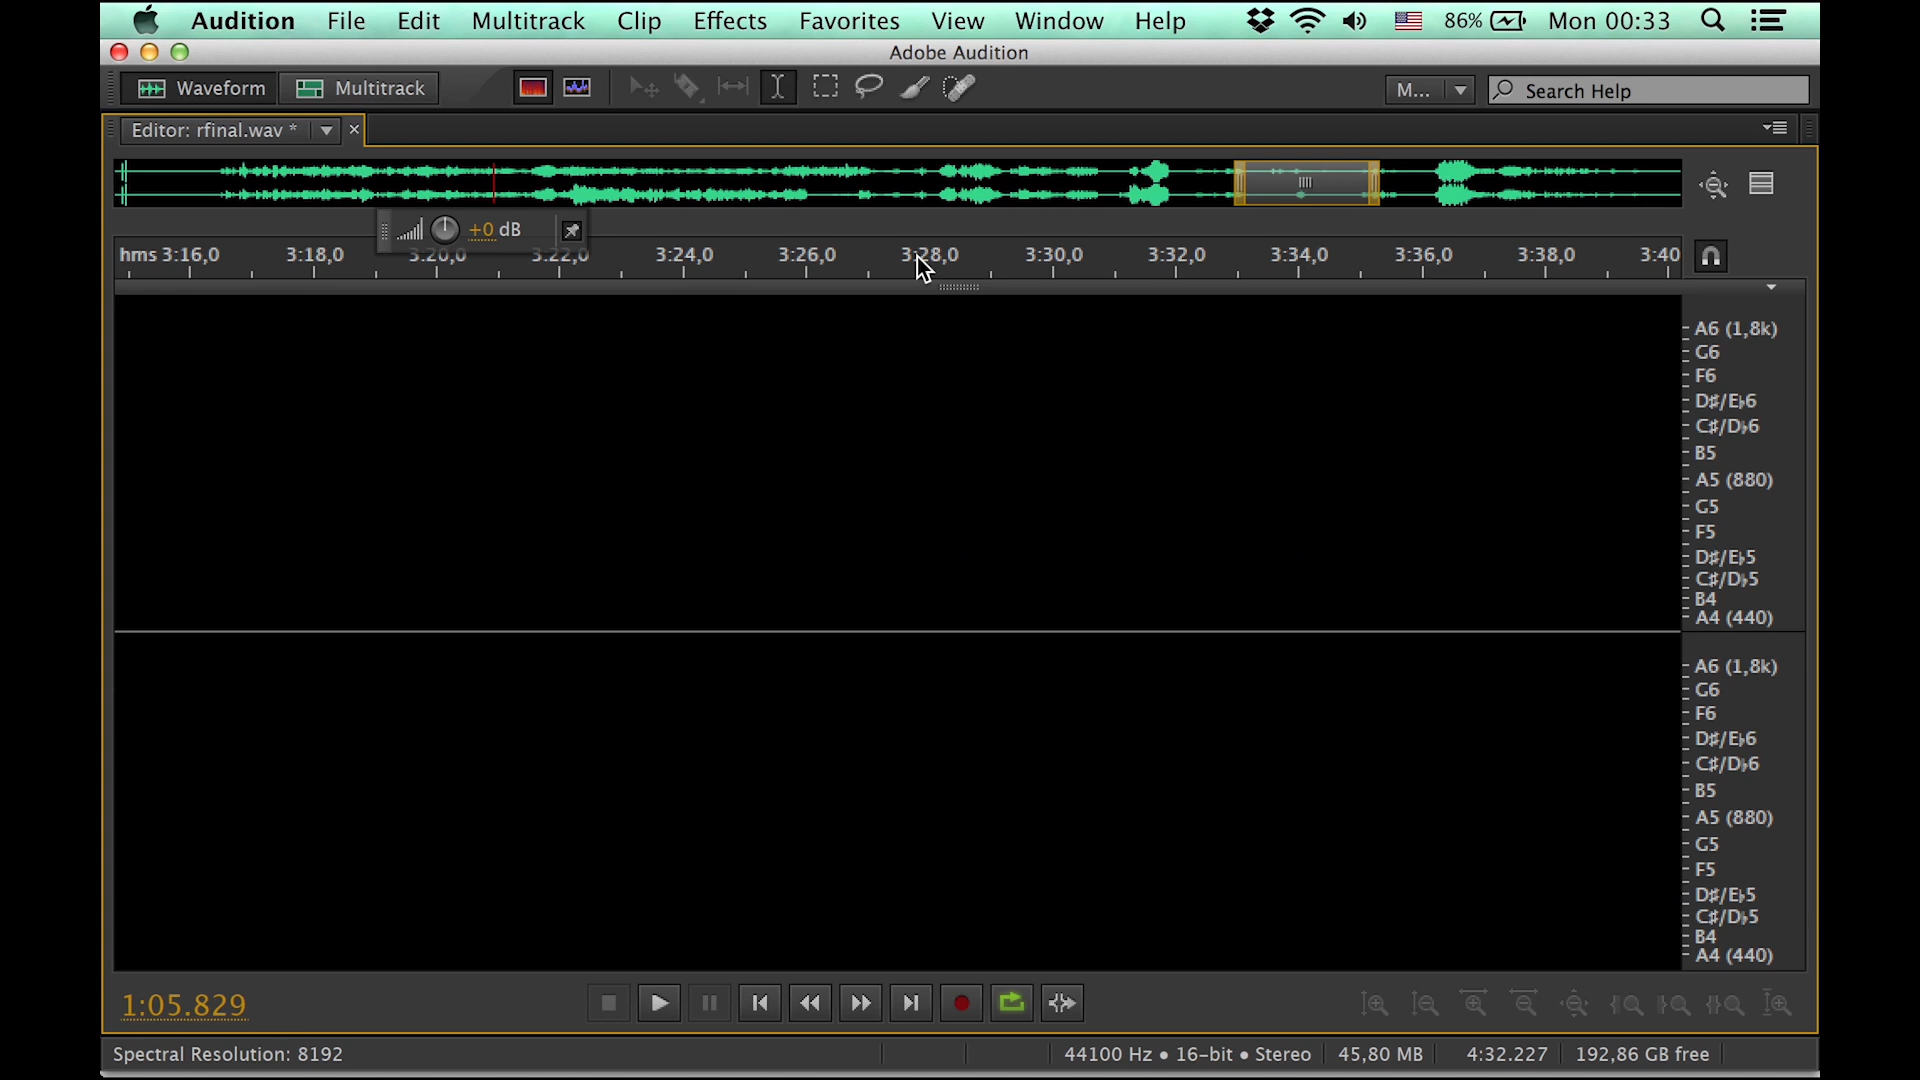 Audition File Edit Multitrack Clip Effects Favorites View Window Help 86% Mon 00:33
Adobe Audition
Waveform Multitrack M... Search Help
Editor: rfinal.wav *
+0 dB
hms 3:16,0 3:18,0 3:20,0 3:22,0 3:24,0 3:26,0 3:28,0 3:30,0 3:32,0 3:34,0 3:36,0 3:38,0 3:40
A6 (1,8k)
G6
F6
D♯/E♭6
C♯/D♭6
B5
A5 (880)
G5
F5
D♯/E♭5
C♯/D♭5
B4
A4 (440)
A6 (1,8k)
G6
F6
D♯/E♭6
C♯/D♭6
B5
A5 (880)
G5
F5
D♯/E♭5
C♯/D♭5
B4
A4 (440)
1:05.829
Spectral Resolution: 8192 44100 Hz • 16-bit • Stereo 45,80 MB 4:32.227 192,86 GB free